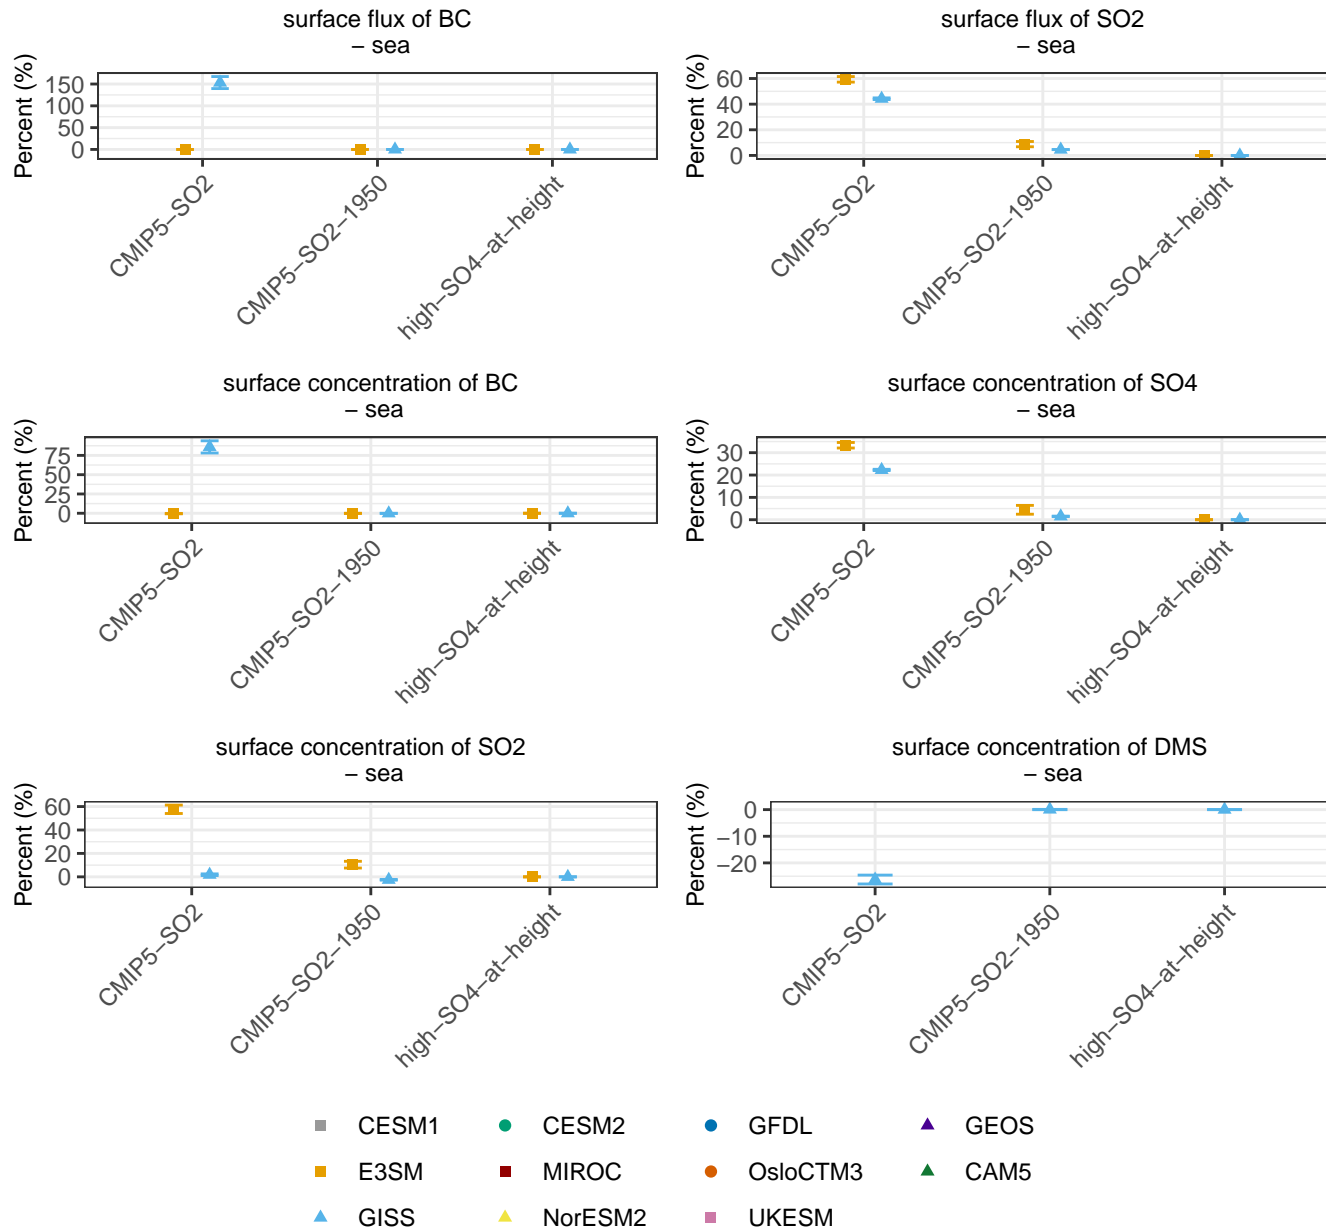 surface flux of BC
– sea
Percent (%)
150
100
50
0
CMIP5−SO2
CMIP5−SO2−1950
high−SO4−at−height
surface flux of SO2
– sea
Percent (%)
60
40
20
0
CMIP5−SO2
CMIP5−SO2−1950
high−SO4−at−height
surface concentration of BC
– sea
Percent (%)
75
50
25
0
CMIP5−SO2
CMIP5−SO2−1950
high−SO4−at−height
surface concentration of SO4
– sea
Percent (%)
30
20
10
0
CMIP5−SO2
CMIP5−SO2−1950
high−SO4−at−height
surface concentration of SO2
– sea
Percent (%)
60
40
20
0
CMIP5−SO2
CMIP5−SO2−1950
high−SO4−at−height
surface concentration of DMS
– sea
Percent (%)
0
−10
−20
CMIP5−SO2
CMIP5−SO2−1950
high−SO4−at−height
CESM1 CESM2 GFDL GEOS
E3SM MIROC OsloCTM3 CAM5
GISS NorESM2 UKESM